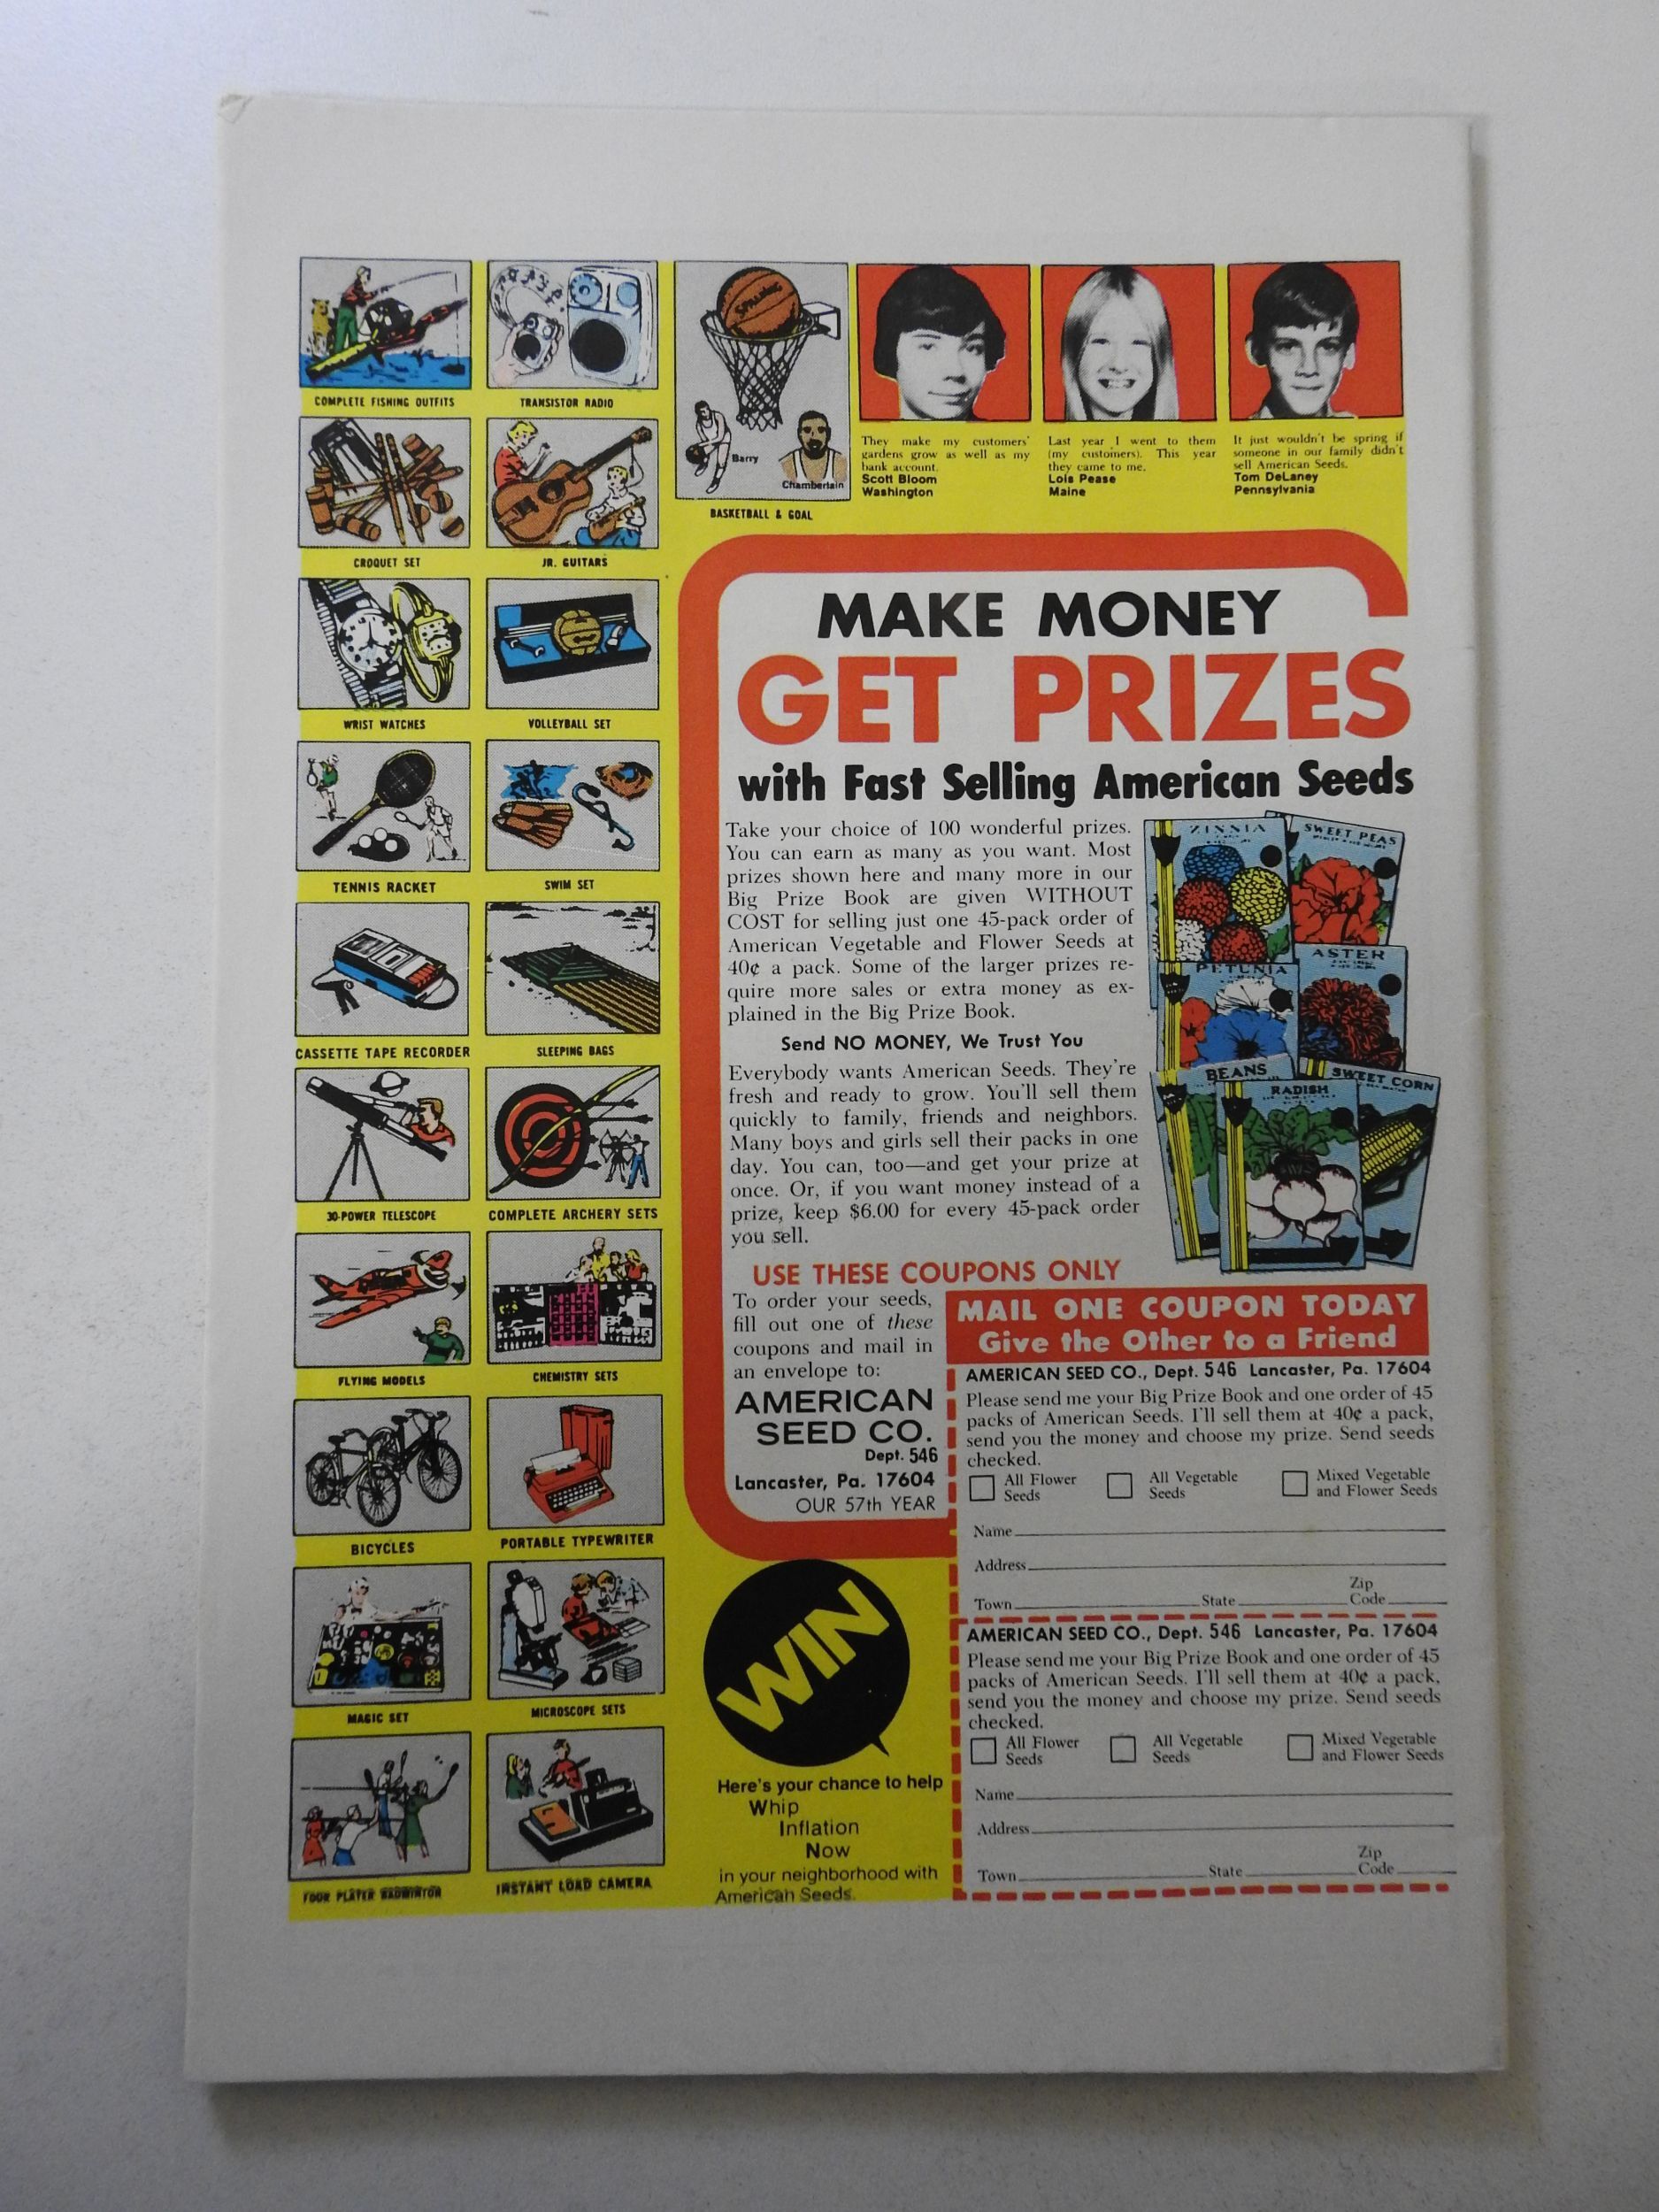 COMPLETE FISHING OUTFITS
TRANSISTOR RADIO
SPALDING
Barry
Chamberlain
BASKETBALL & GOAL
They make my customers'
gardens grow as well as my
bank account.
Scott Bloom
Washington
Last year I went to them
(my customers). This year
they came to me.
Lois Pease
Maine
It just wouldn't be spring if
someone in our family didn't
sell American Seeds.
Tom DeLaney
Pennsylvania
CROQUET SET
JR. GUITARS
WRIST WATCHES
VOLLEYBALL SET
TENNIS RACKET
SWIM SET
CASSETTE TAPE RECORDER
SLEEPING BAGS
30-POWER TELESCOPE
COMPLETE ARCHERY SETS
FLYING MODELS
CHEMISTRY SETS
BICYCLES
PORTABLE TYPEWRITER
MAGIC SET
MICROSCOPE SETS
FOUR PLAYER BADMINTON
INSTANT LOAD CAMERA
MAKE MONEY
GET PRIZES
with Fast Selling American Seeds
Take your choice of 100 wonderful prizes.
You can earn as many as you want. Most
prizes shown here and many more in our
Big Prize Book are given WITHOUT
COST for selling just one 45-pack order of
American Vegetable and Flower Seeds at
40¢ a pack. Some of the larger prizes re-
quire more sales or extra money as ex-
plained in the Big Prize Book.
Send NO MONEY, We Trust You
Everybody wants American Seeds. They're
fresh and ready to grow. You'll sell them
quickly to family, friends and neighbors.
Many boys and girls sell their packs in one
day. You can, too—and get your prize at
once. Or, if you want money instead of a
prize, keep $6.00 for every 45-pack order
you sell.
ZINNIA
SWEET PEAS
PETUNIA
ASTER
BEANS
RADISH
SWEET CORN
USE THESE COUPONS ONLY
To order your seeds,
fill out one of these
coupons and mail in
an envelope to:
AMERICAN
SEED CO.
Dept. 546
Lancaster, Pa. 17604
OUR 57th YEAR
WIN
Here's your chance to help
Whip
Inflation
Now
in your neighborhood with
American Seeds.
MAIL ONE COUPON TODAY
Give the Other to a Friend
AMERICAN SEED CO., Dept. 546 Lancaster, Pa. 17604
Please send me your Big Prize Book and one order of 45
packs of American Seeds. I'll sell them at 40¢ a pack,
send you the money and choose my prize. Send seeds
checked.
All Flower Seeds
All Vegetable Seeds
Mixed Vegetable and Flower Seeds
Name
Address
Town State Zip Code
AMERICAN SEED CO., Dept. 546 Lancaster, Pa. 17604
Please send me your Big Prize Book and one order of 45
packs of American Seeds. I'll sell them at 40¢ a pack,
send you the money and choose my prize. Send seeds
checked.
All Flower Seeds
All Vegetable Seeds
Mixed Vegetable and Flower Seeds
Name
Address
Town State Zip Code